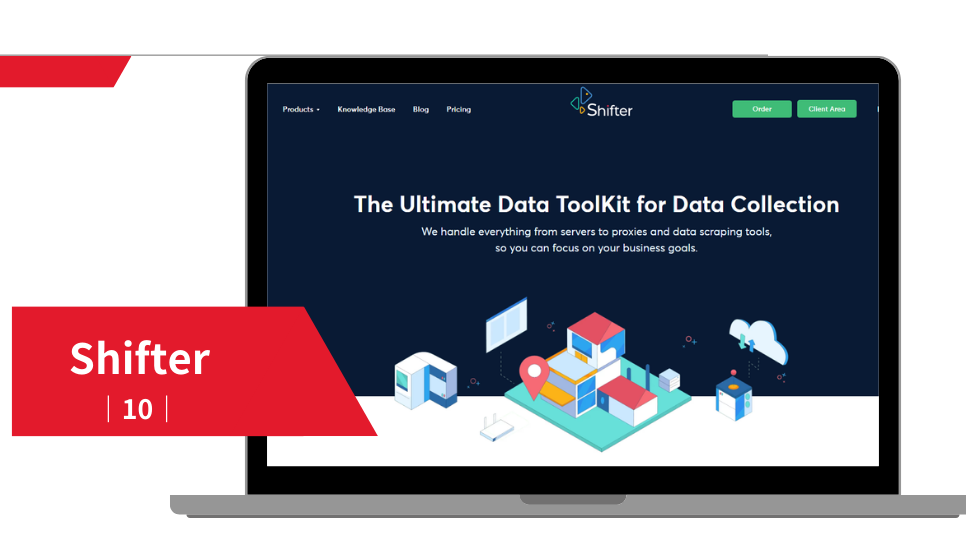 Products
Knowledge Base
Blog
Pricing
Shifter
Order
Client Area
The Ultimate Data ToolKit for Data Collection
We handle everything from servers to proxies and data scraping tools,
so you can focus on your business goals.
Shifter
10